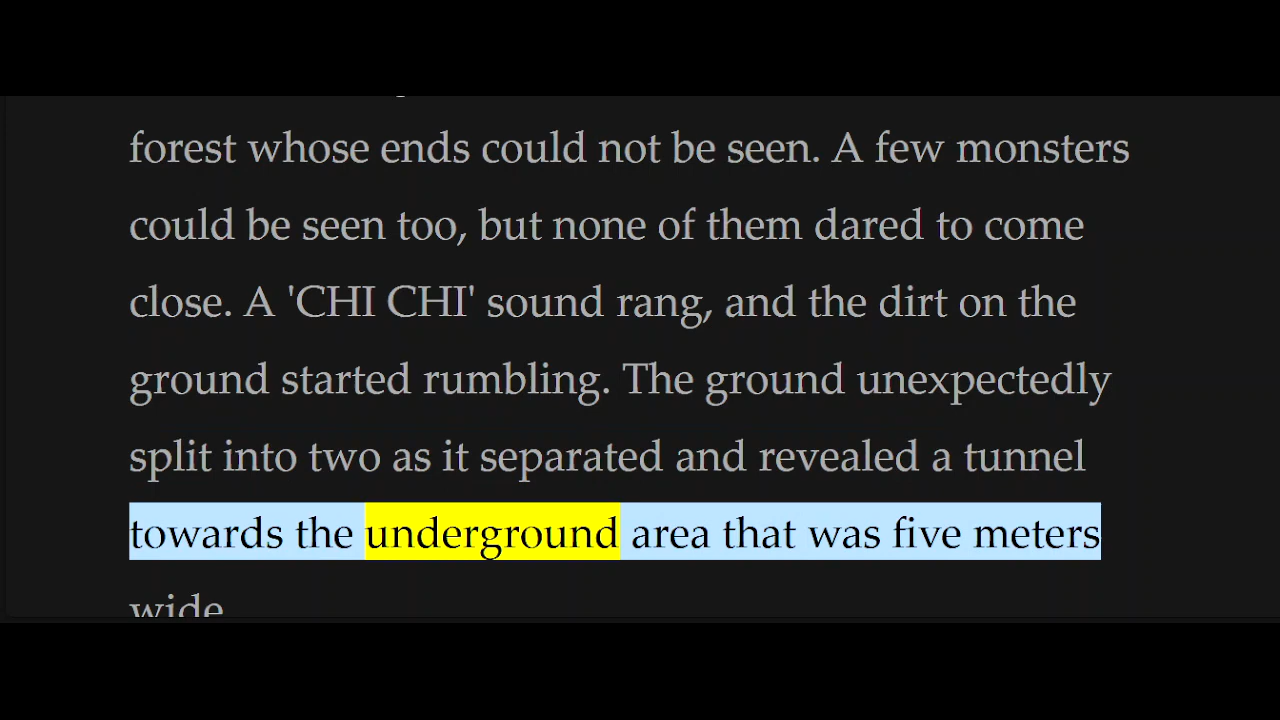 forest whose ends could not be seen. A few monsters
could be seen too, but none of them dared to come
close. A 'CHI CHI' sound rang, and the dirt on the
ground started rumbling. The ground unexpectedly
split into two as it separated and revealed a tunnel
towards the underground area that was five meters
wide